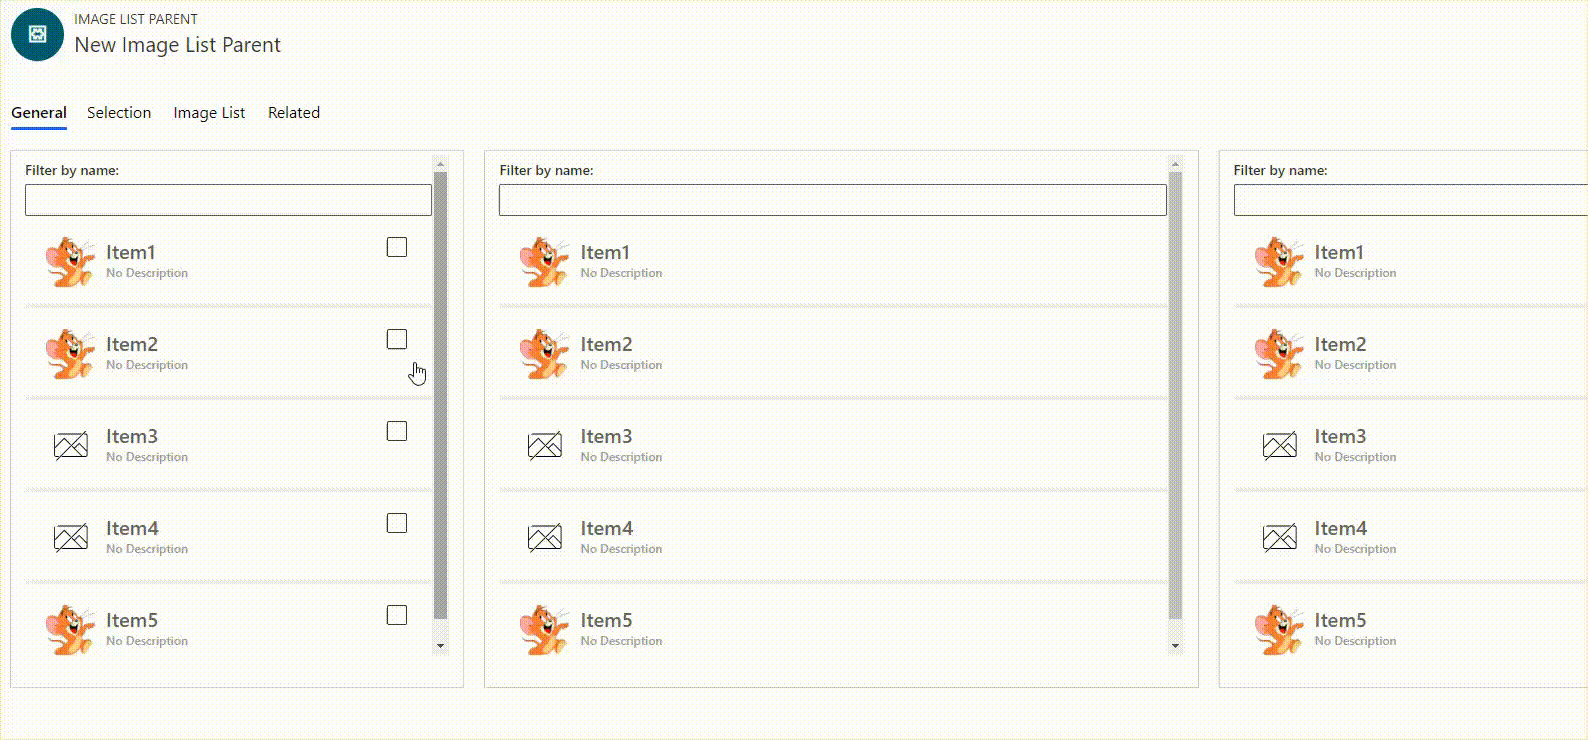 IMAGE LIST PARENT
New Image List Parent
General Selection Image List Related
Filter by name:
Item1
No Description
Item2
No Description
Item3
No Description
Item4
No Description
Item5
No Description
Filter by name:
Item1
No Description
Item2
No Description
Item3
No Description
Item4
No Description
Item5
No Description
Filter by name:
Item1
No Description
Item2
No Description
Item3
No Description
Item4
No Description
Item5
No Description